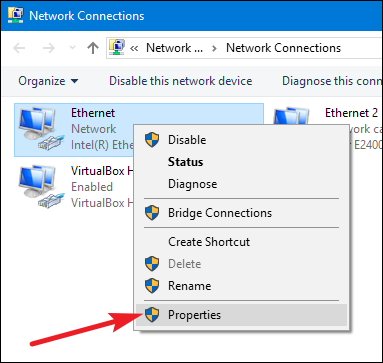 Network Connections
« Network ... › Network Connections
Organize Disable this network device Diagnose this conn
Ethernet
Network
Intel(R) Ethe
Ethernet 2
twork ca
r E2400
VirtualBox H
Enabled
VirtualBox H
Disable
Status
Diagnose
Bridge Connections
Create Shortcut
Delete
Rename
Properties